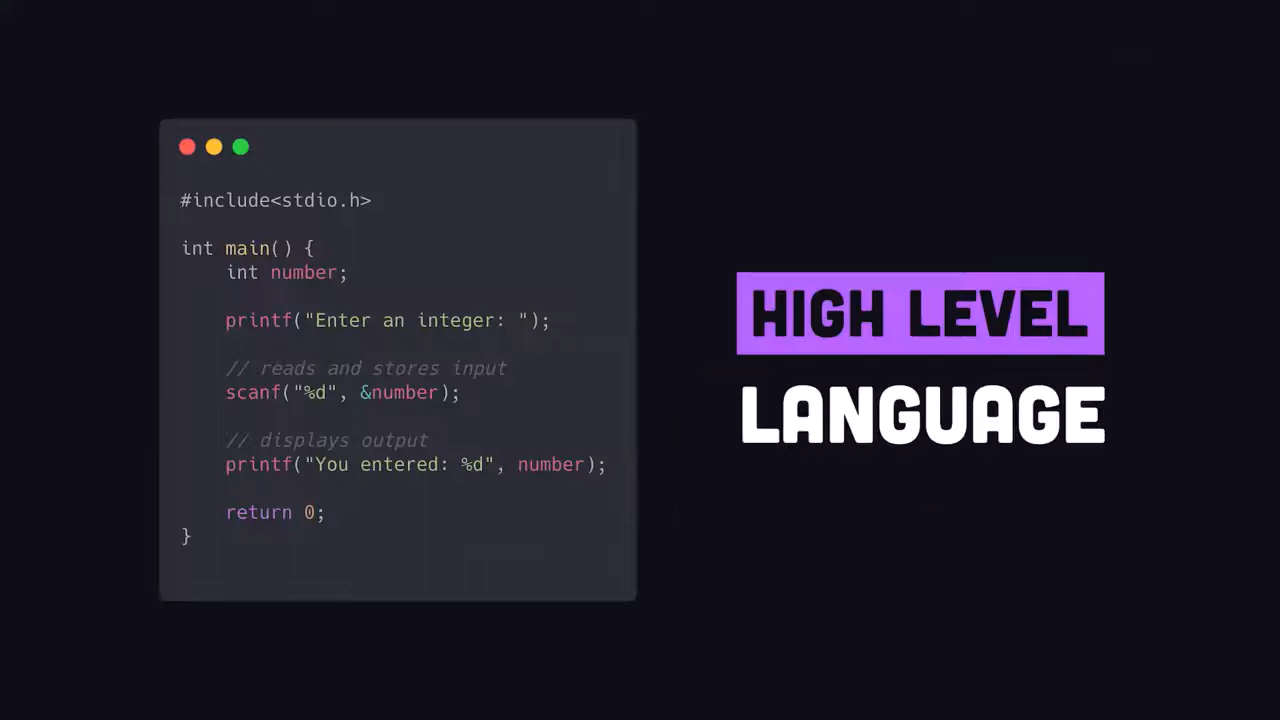 #include<stdio.h>
int main() {
    int number;
    printf("Enter an integer: ");
    // reads and stores input
    scanf("%d", &number);
    // displays output
    printf("You entered: %d", number);
    return 0;
}
HIGH LEVEL
LANGUAGE